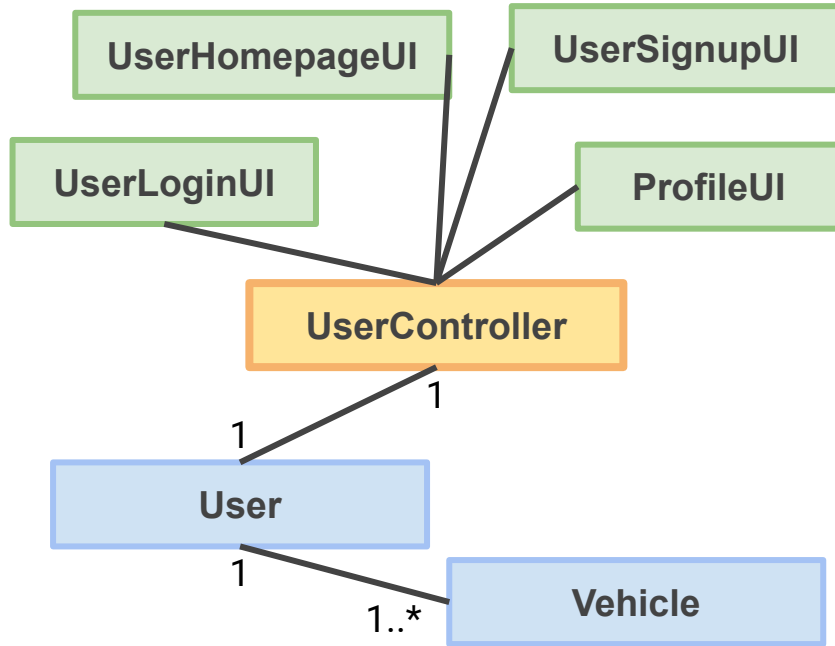 UserHomepageUI
UserSignupUI
UserLoginUI
ProfileUI
UserController
1
1
User
1
1..*
Vehicle